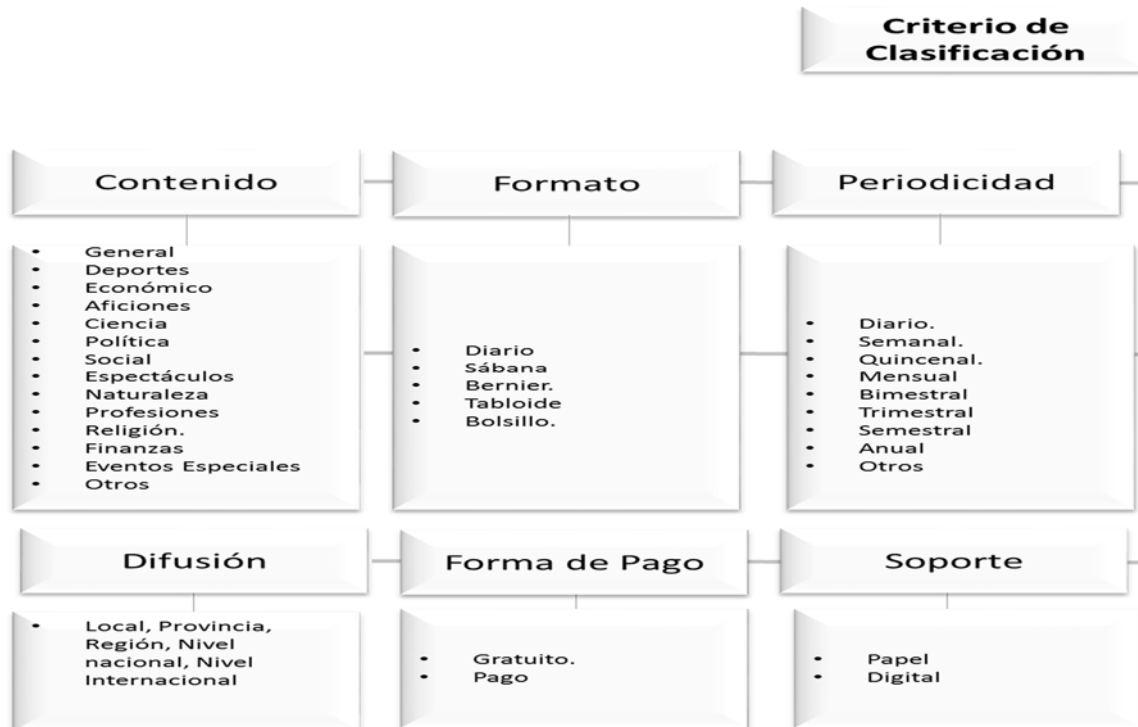 Criterio de
Clasificación
Contenido
Formato
Periodicidad
• General
• Deportes
• Económico
• Aficiones
• Ciencia
• Política
• Social
• Espectáculos
• Naturaleza
• Profesiones
• Religión.
• Finanzas
• Eventos Especiales
• Otros
• Diario
• Sábana
• Bernier.
• Tabloide
• Bolsillo.
• Diario.
• Semanal.
• Quincenal.
• Mensual
• Bimestral
• Trimestral
• Semestral
• Anual
• Otros
Difusión
Forma de Pago
Soporte
• Local, Provincia,
Región, Nivel
nacional, Nivel
Internacional
• Gratuito.
• Pago
• Papel
• Digital